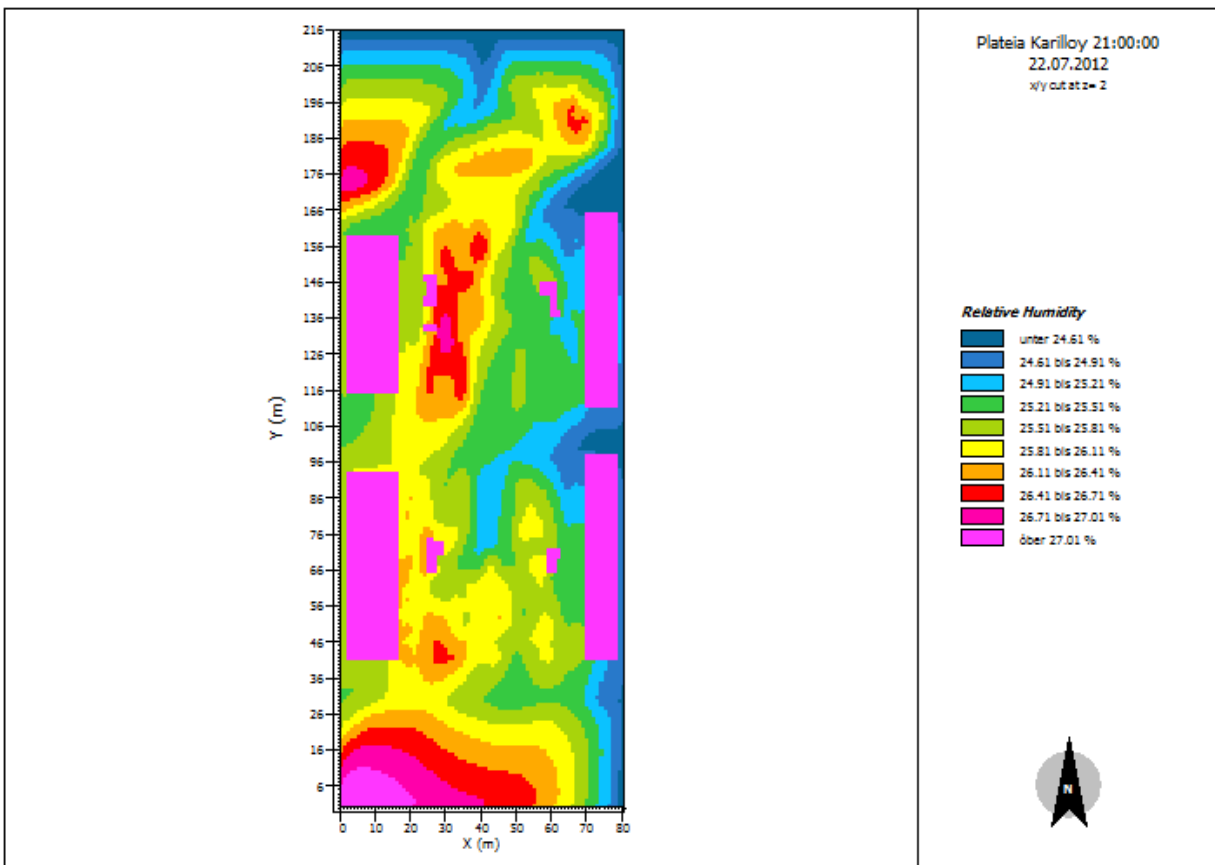 Plateia Karilloy 21:00:00
22.07.2012
x/y cut at z= 2
216
206
196
186
176
166
156
146
136
126
116
106
96
86
76
66
56
46
36
26
16
6
Y (m)
0 10 20 30 40 50 60 70 80
X (m)
Relative Humidity
unter 24.61 %
24.61 bis 24.91 %
24.91 bis 25.21 %
25.21 bis 25.51 %
25.51 bis 25.81 %
25.81 bis 26.11 %
26.11 bis 26.41 %
26.41 bis 26.71 %
26.71 bis 27.01 %
öber 27.01 %
N